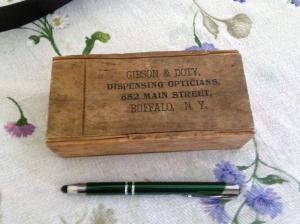 GIBSON & DOTY,
DISPENSING OPTICIANS,
652 MAIN STREET,
BUFFALO, N. Y.